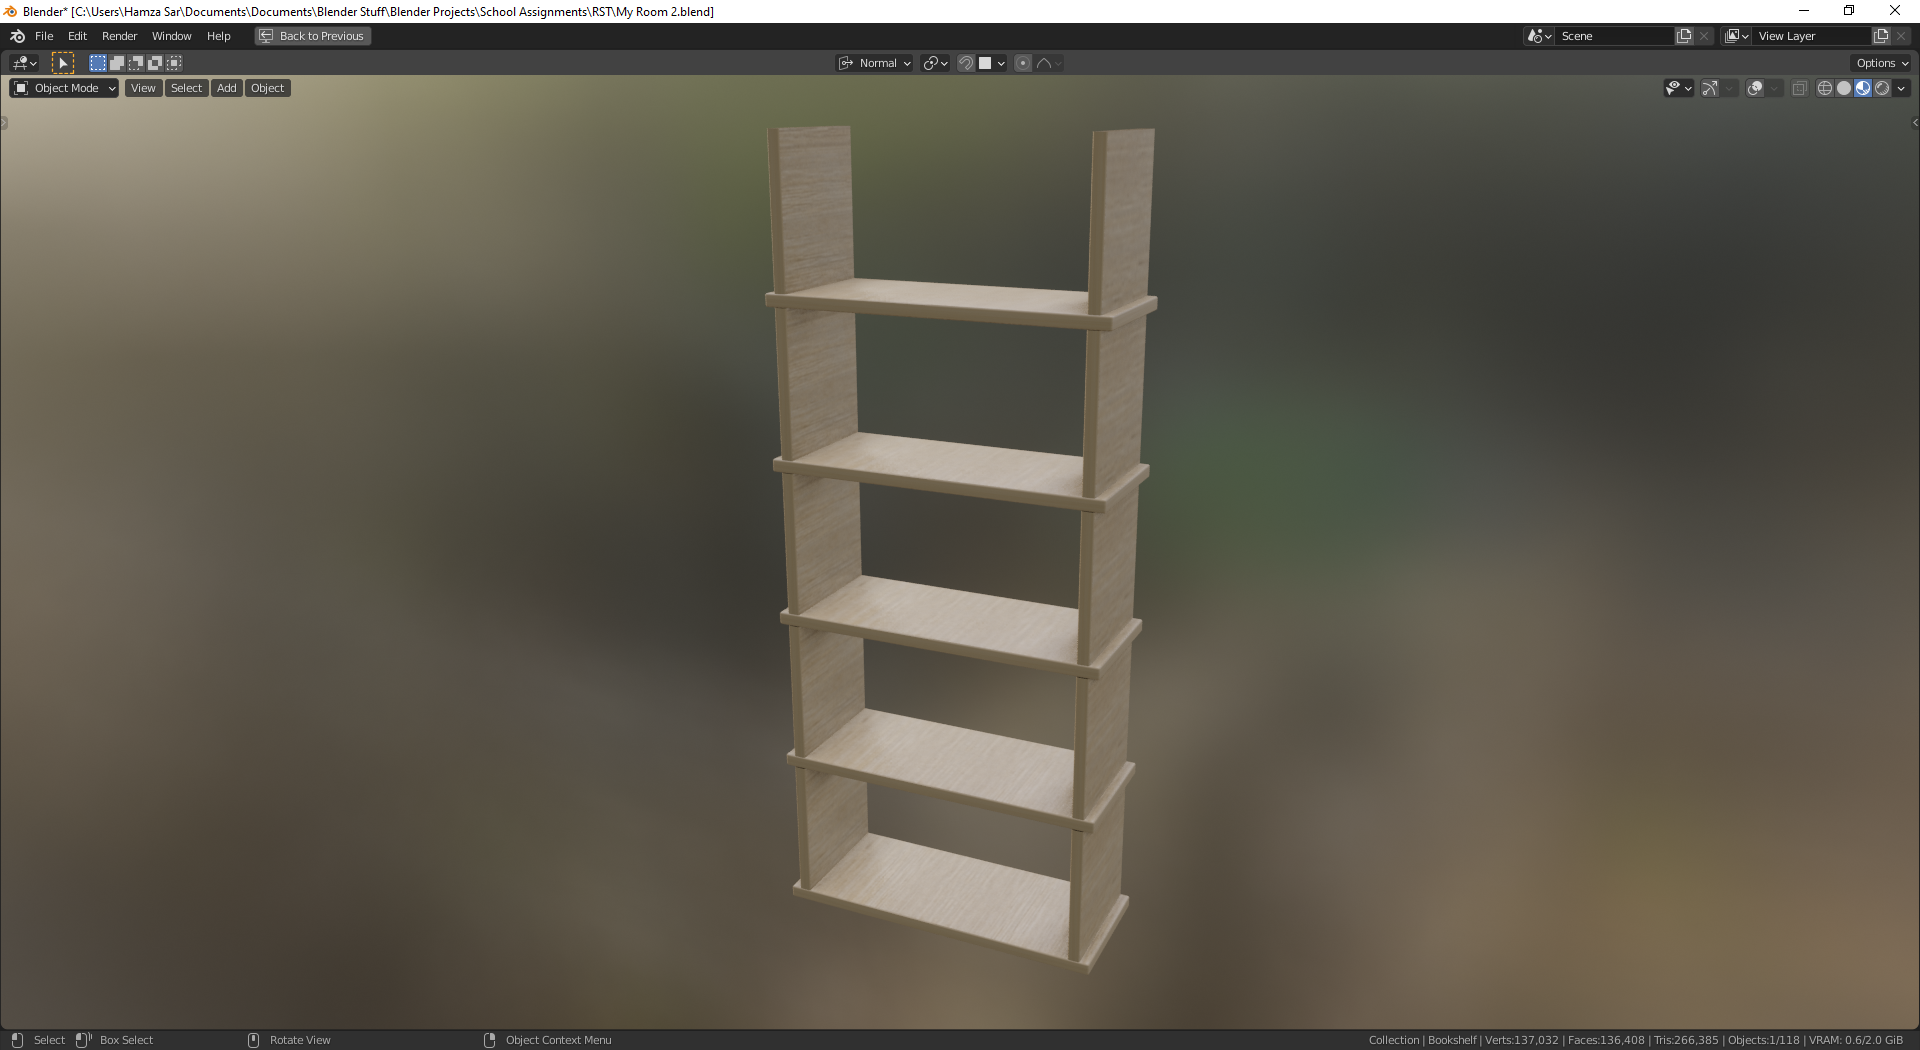 Blender* [C:\Users\Hamza Sar\Documents\Documents\Blender Stuff\Blender Projects\School Assignments\RST\My Room 2.blend]
File Edit Render Window Help Back to Previous Scene View Layer
Normal Options
Object Mode View Select Add Object
Select Box Select Rotate View Object Context Menu Collection | Bookshelf | Verts:137,032 | Faces:136,408 | Tris:266,385 | Objects:1/118 | VRAM: 0.6/2.0 GiB